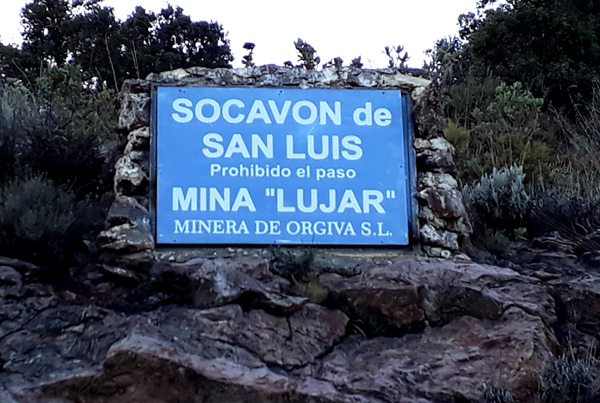 SOCAVON de
SAN LUIS
Prohibido el paso
MINA "LUJAR"
MINERA DE ORGIVA S.L.